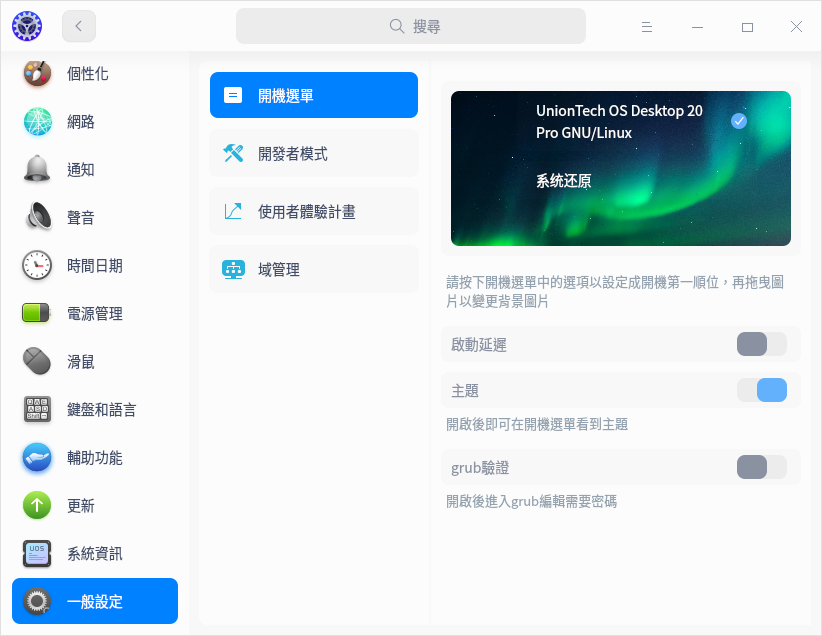 搜尋
個性化
網路
通知
聲音
時間日期
電源管理
滑鼠
鍵盤和語言
輔助功能
更新
UOS
系統資訊
一般設定
開機選單
開發者模式
使用者體驗計畫
域管理
UnionTech OS Desktop 20
Pro GNU/Linux
系统还原
請按下開機選單中的選項以設定成開機第一順位，再拖曳圖
片以變更背景圖片
啟動延遲
主題
開啟後即可在開機選單看到主題
grub驗證
開啟後進入grub編輯需要密碼